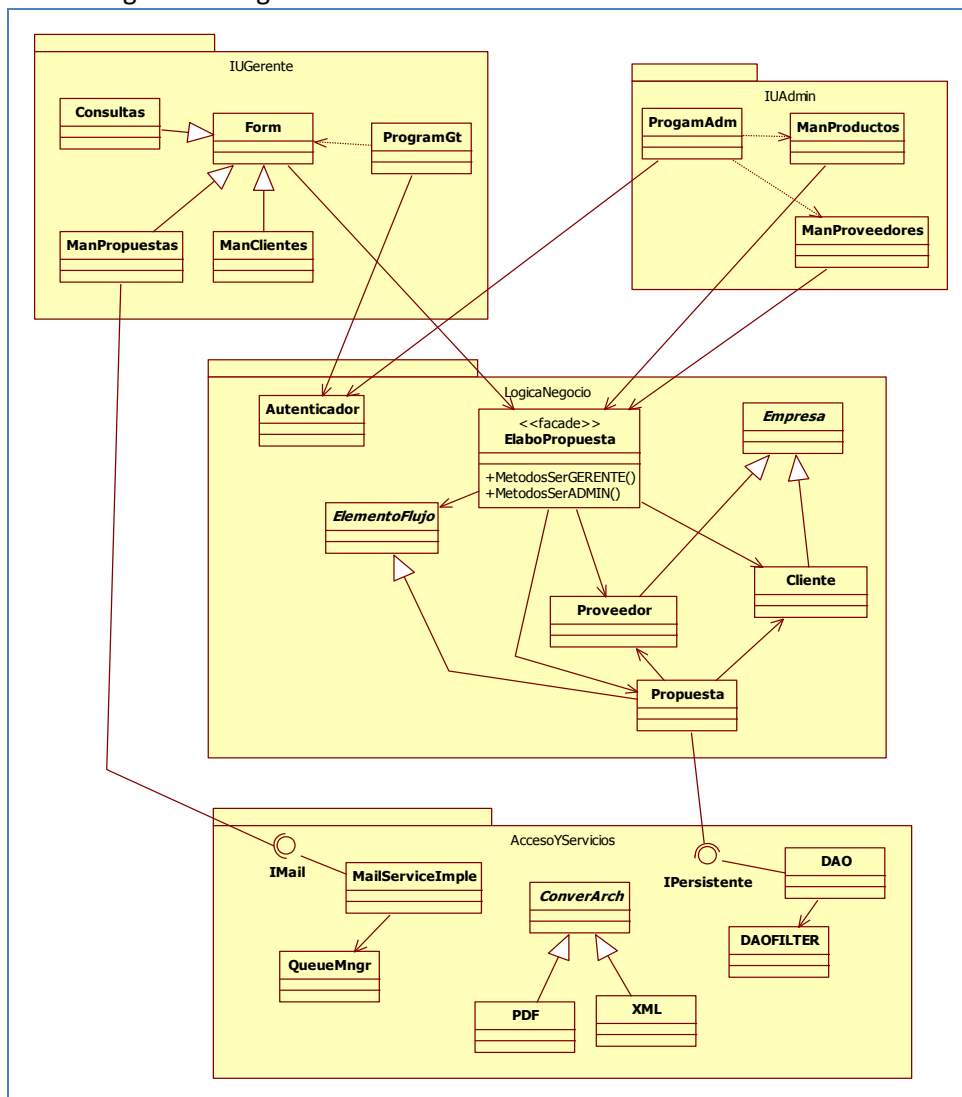 IUGerente
Consultas
Form
ProgramGt
ManPropuestas
ManClientes
IUAdmin
ProgamAdm
ManProductos
ManProveedores
LogicaNegocio
Autenticador
<<facade>>
ElaboPropuesta
+MetodosSerGERENTE()
+MetodosSerADMIN()
Empresa
ElementoFlujo
Proveedor
Cliente
Propuesta
AccesoYServicios
IMail
MailServiceImple
QueueMngr
ConverArch
PDF
XML
IPersistente
DAO
DAOFILTER